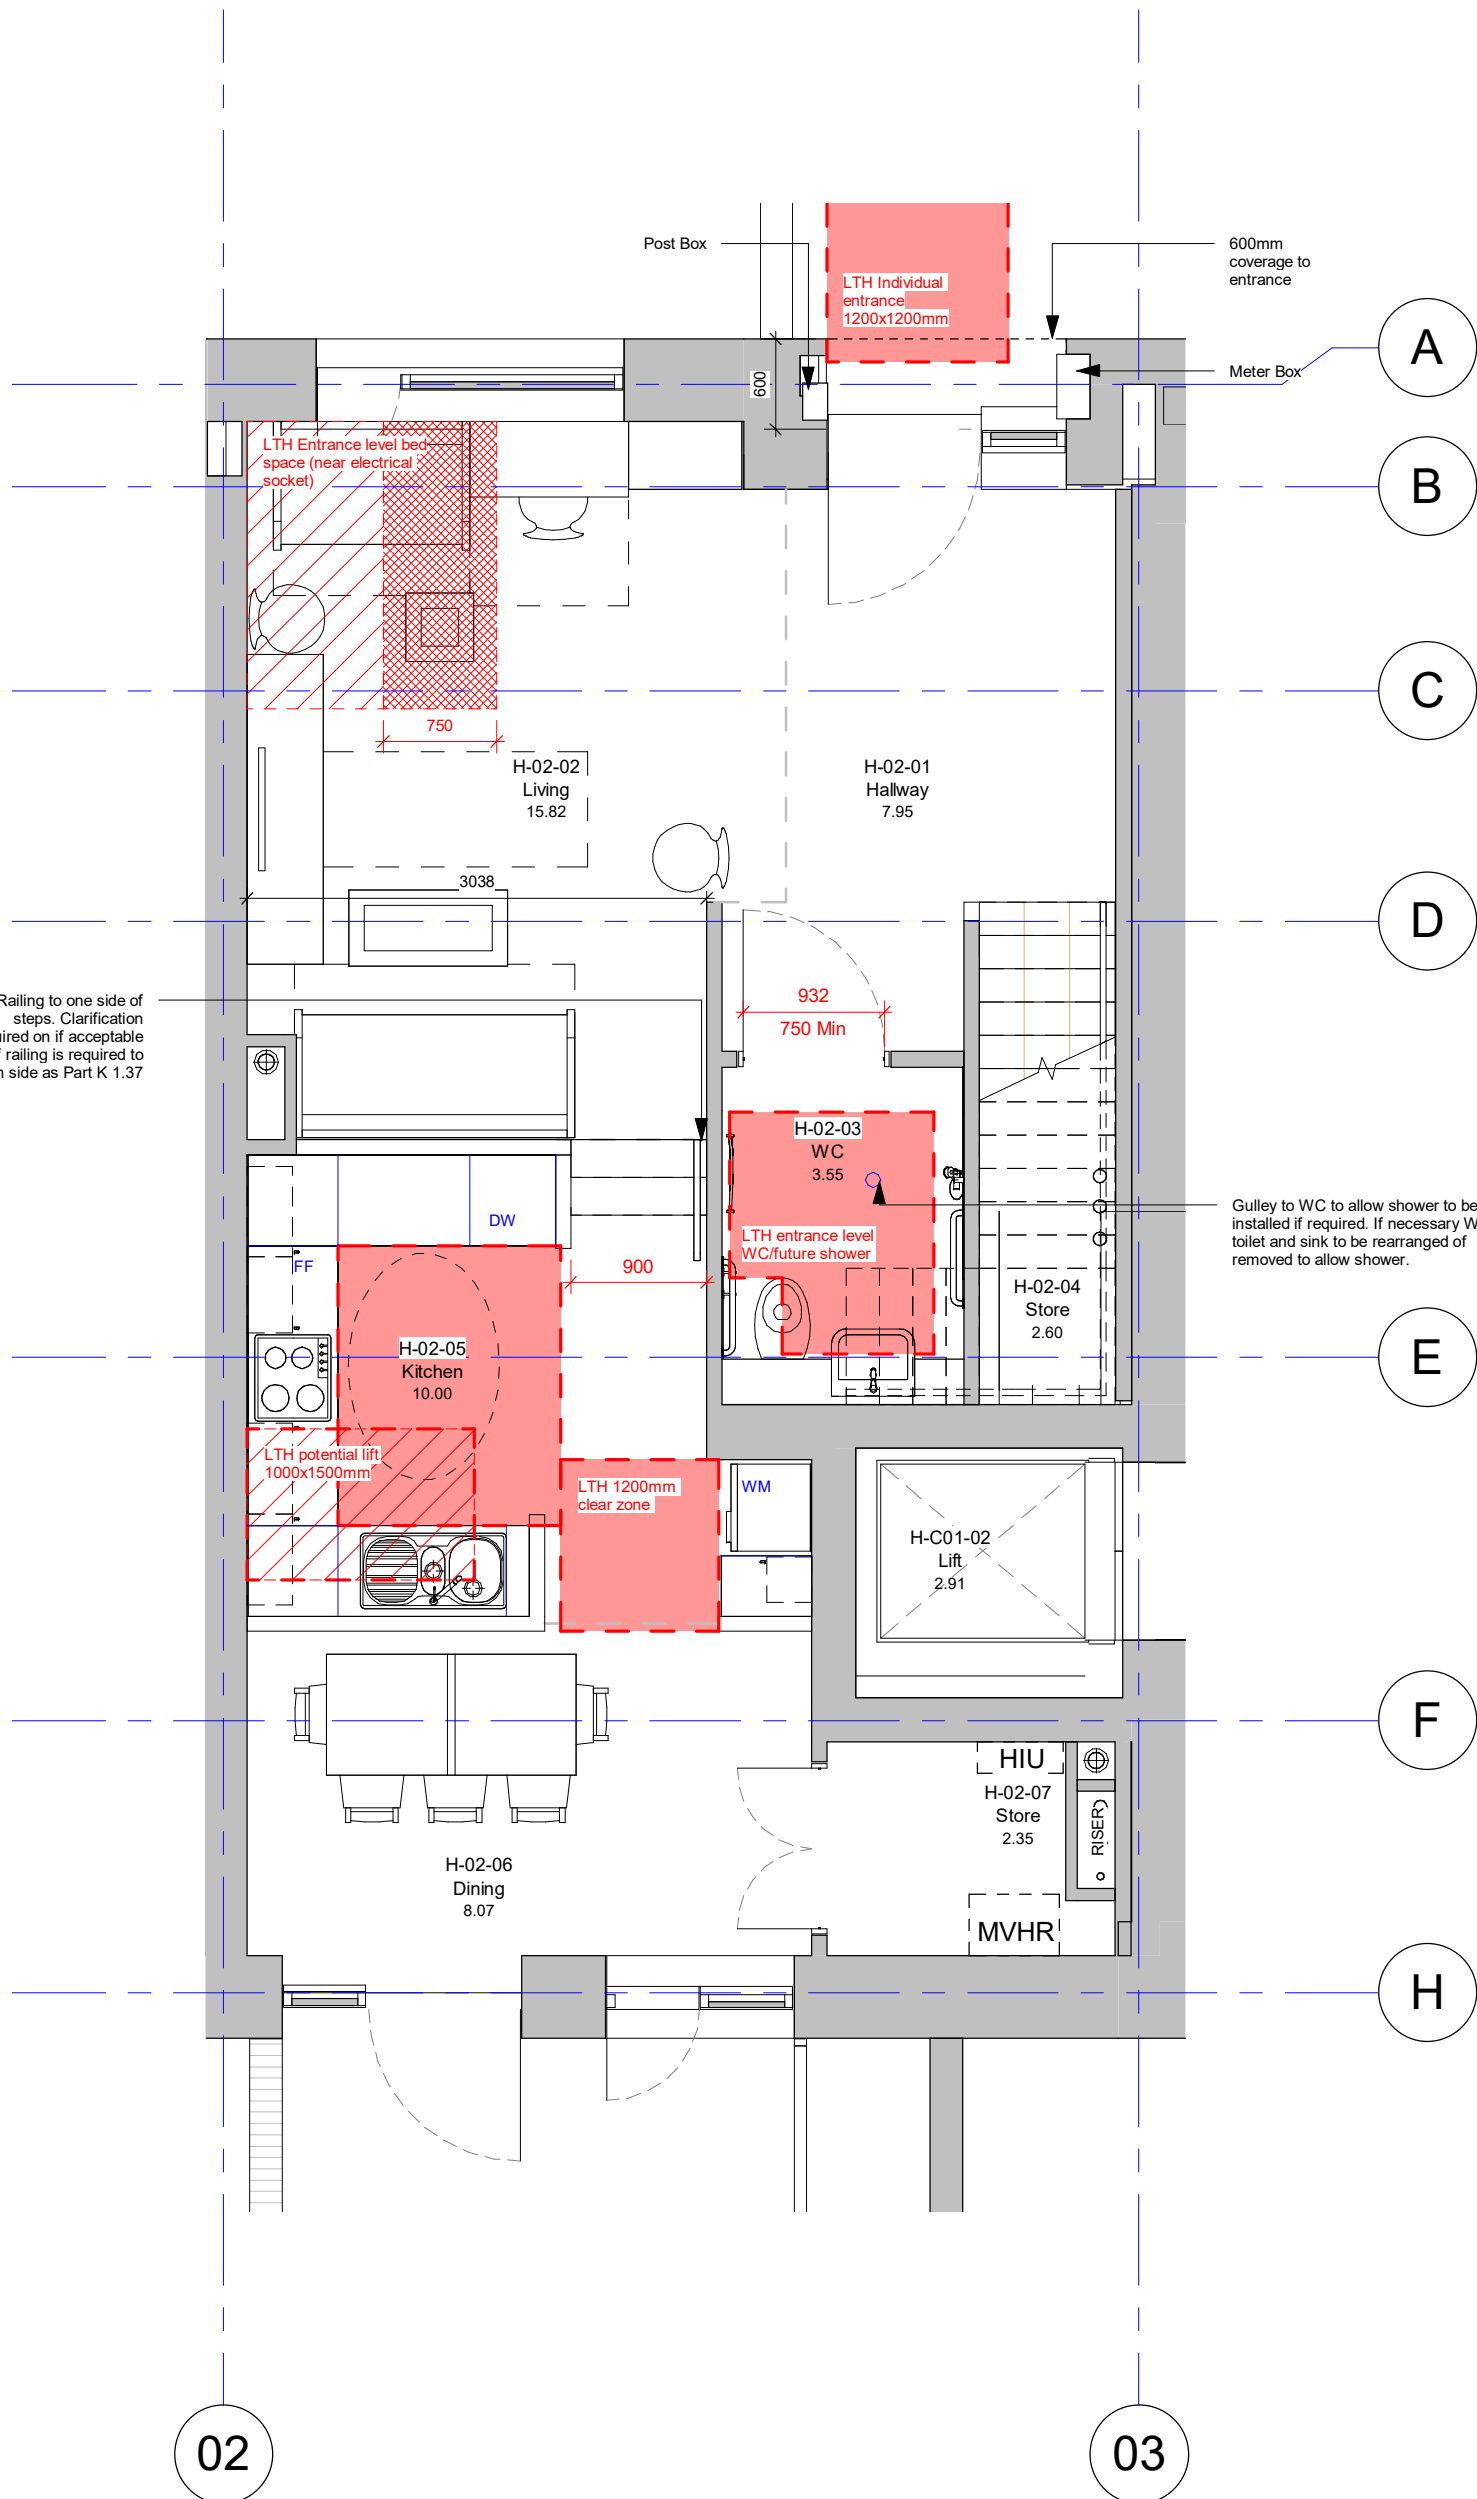 Post Box
600mm
coverage to
entrance
LTH Individual
entrance
1200x1200mm
A
600
Meter Box
LTH Entrance level bed
space (near electrical
socket)
B
C
750
H-02-02
Living
15.82
H-02-01
Hallway
7.95
3038
D
Railing to one side of
steps. Clarification
uired on if acceptable
f railing is required to
n side as Part K 1.37
932
750 Min
H-02-03
WC
3.55
DW
LTH entrance level
WC/future shower
Gulley to WC to allow shower to be
installed if required. If necessary W
toilet and sink to be rearranged of
removed to allow shower.
FF
900
H-02-04
Store
2.60
H-02-05
Kitchen
10.00
E
LTH potential lift
1000x1500mm
LTH 1200mm
clear zone
WM
H-C01-02
Lift
2.91
F
HIU
H-02-07
Store
2.35
RISER
H-02-06
Dining
8.07
MVHR
H
02
03